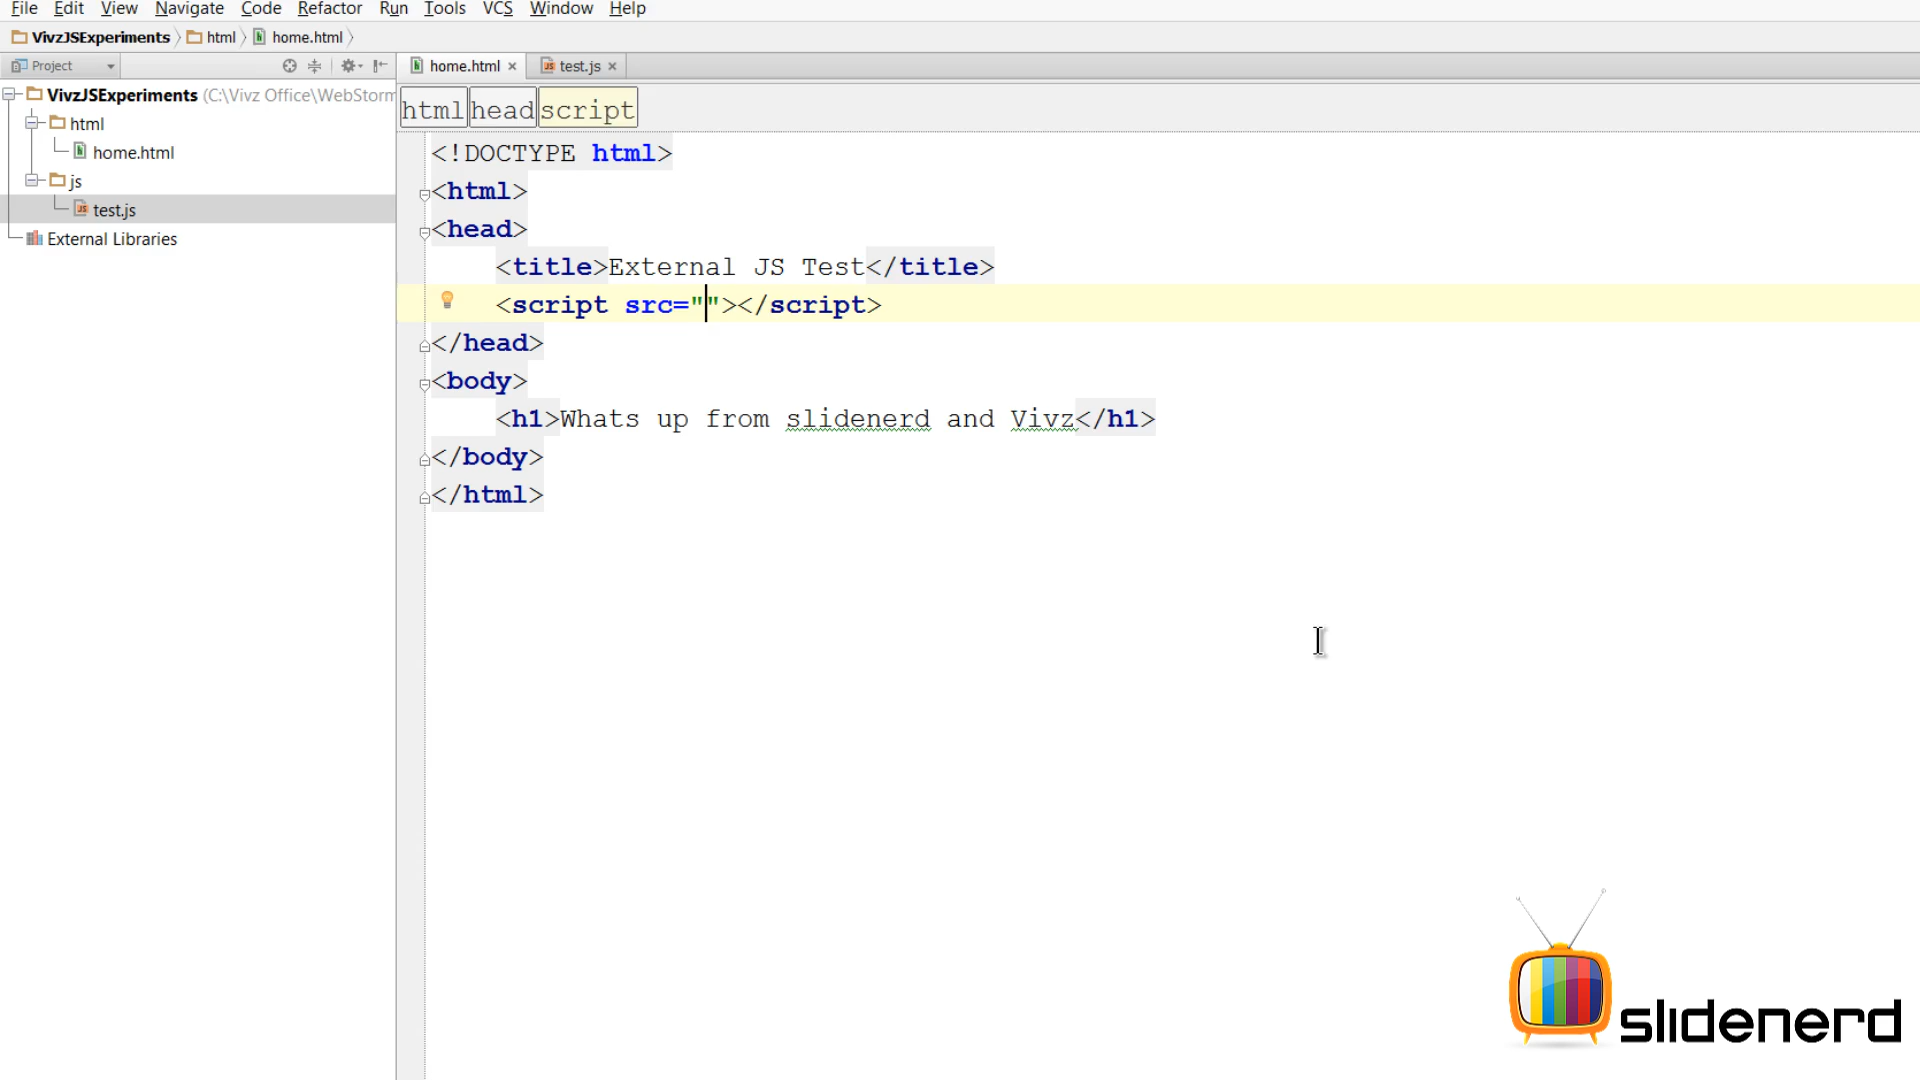 File Edit View Navigate Code Refactor Run Tools VCS Window Help
VivzJSExperiments html home.html
Project
home.html test.js
VivzJSExperiments (C:\Vivz Office\WebStorm
html
home.html
js
test.js
External Libraries
html head script
<!DOCTYPE html>
<html>
<head>
<title>External JS Test</title>
<script src=""></script>
</head>
<body>
<h1>Whats up from slidenerd and Vivz</h1>
</body>
</html>
slidenerd